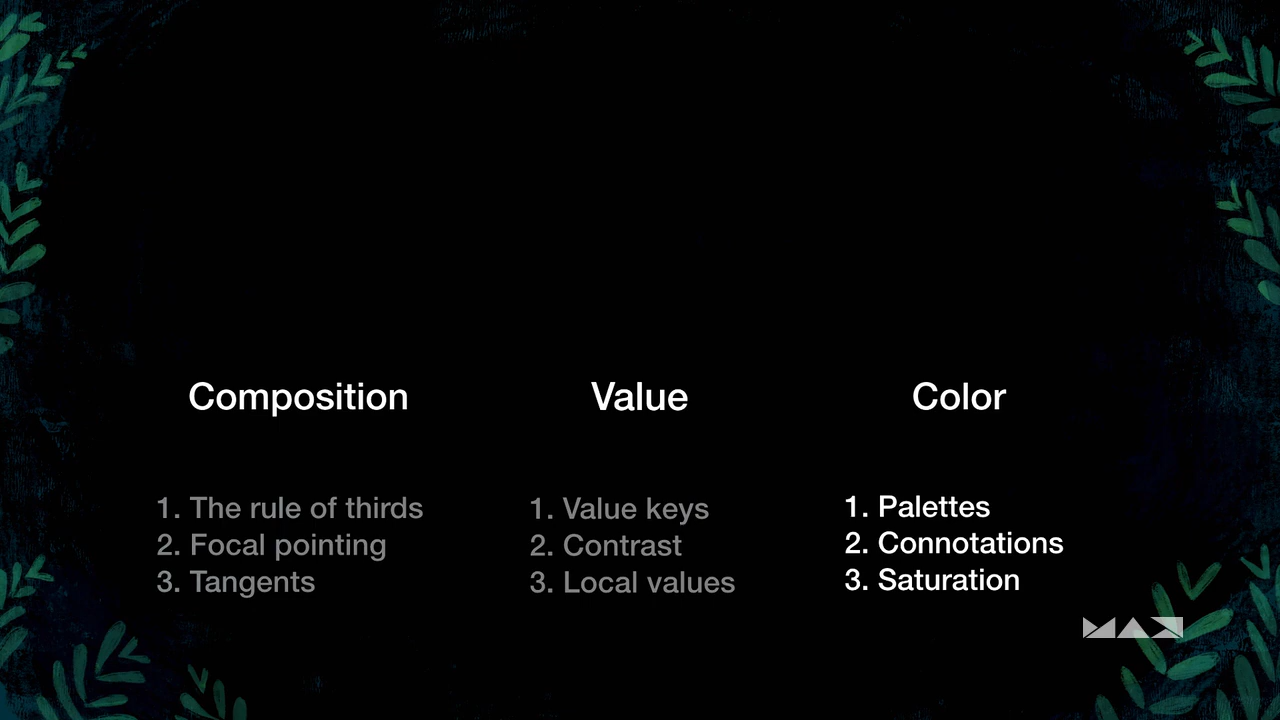 Composition
Value
Color
1. The rule of thirds
2. Focal pointing
3. Tangents
1. Value keys
2. Contrast
3. Local values
1. Palettes
2. Connotations
3. Saturation
MAX